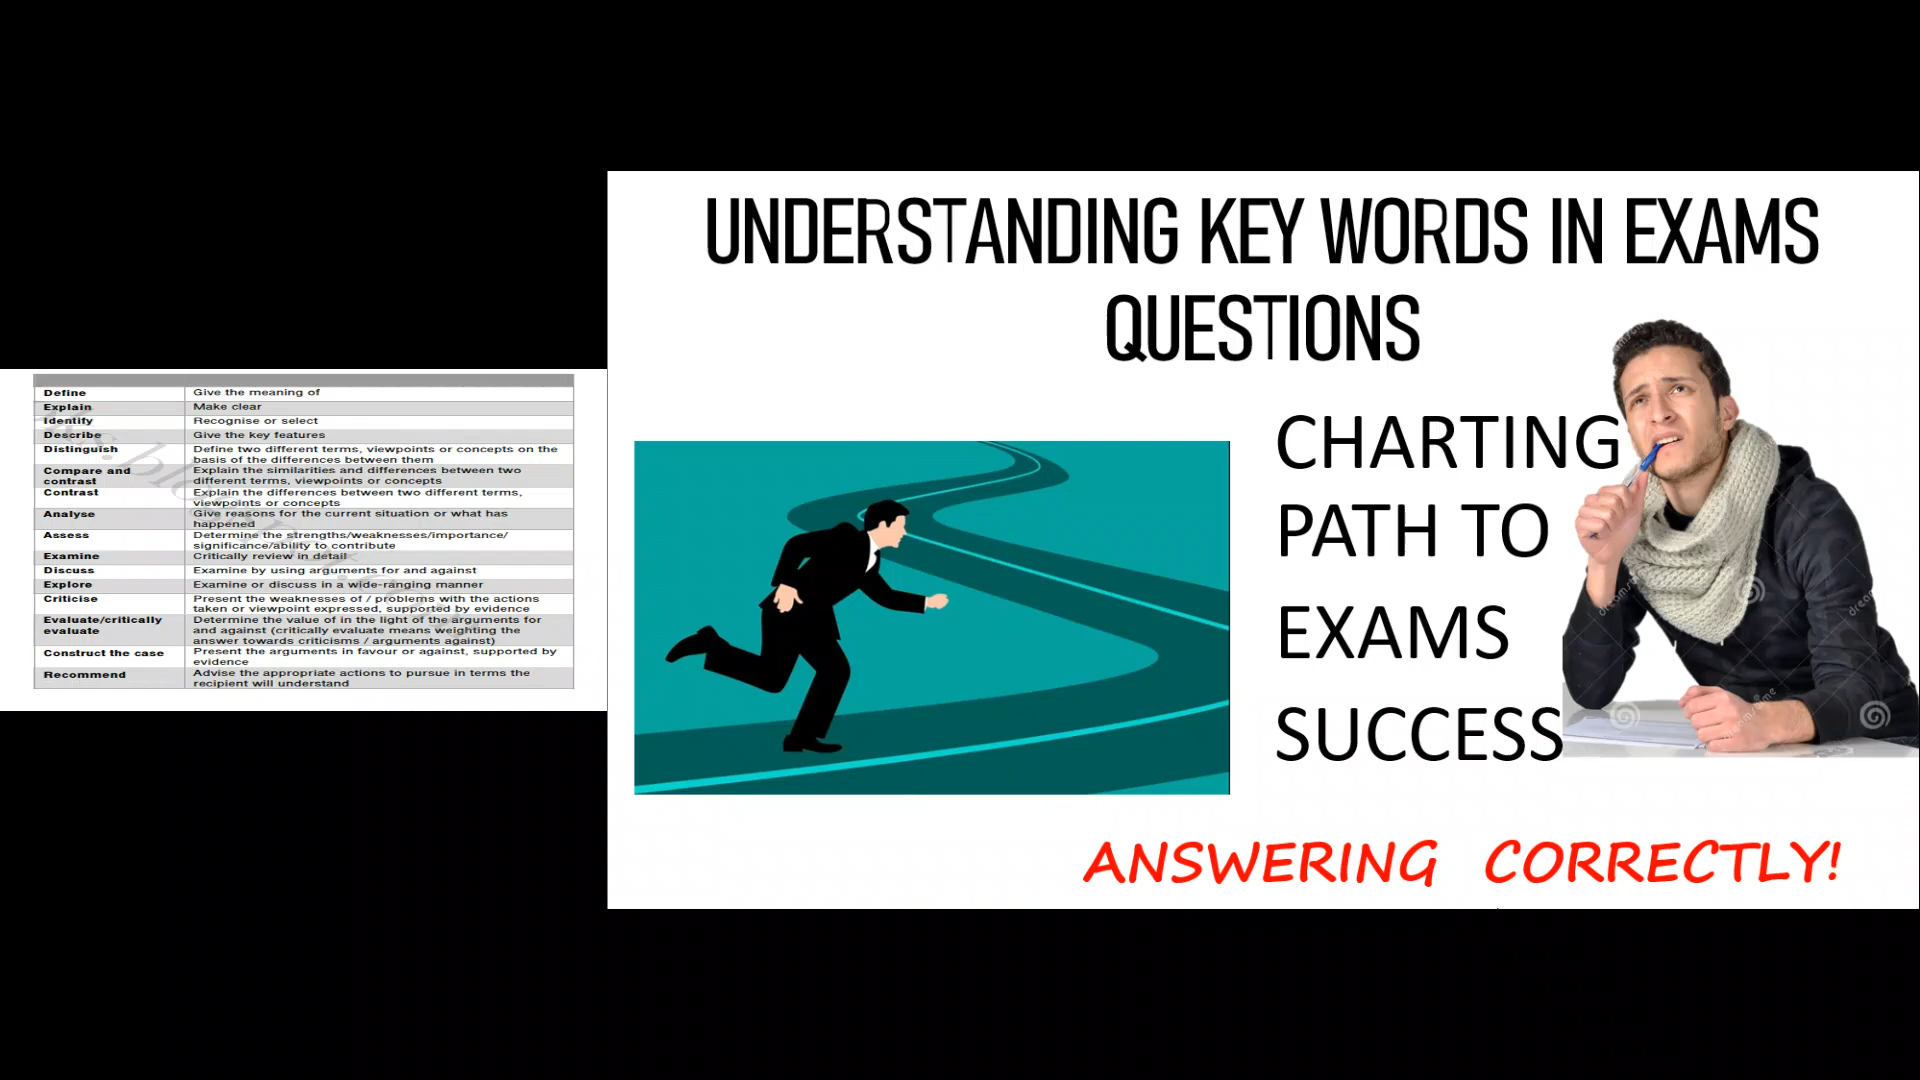 Define Give the meaning of
Explain Make clear
Identify Recognise or select
Describe Give the key features
Distinguish Define two different terms, viewpoints or concepts on the
basis of the differences between them
Compare and Explain the similarities and differences between two
contrast different terms, viewpoints or concepts
Contrast Explain the differences between two different terms,
viewpoints or concepts
Analyse Give reasons for the current situation or what has
happened
Assess Determine the strengths/weaknesses/importance/
significance/ability to contribute
Examine Critically review in detail
Discuss Examine by using arguments for and against
Explore Examine or discuss in a wide-ranging manner
Criticise Present the weaknesses of / problems with the actions
taken or viewpoint expressed, supported by evidence
Evaluate/critically Determine the value of in the light of the arguments for
evaluate and against (critically evaluate means weighting the
answer towards criticisms / arguments against)
Construct the case Present the arguments in favour or against, supported by
evidence
Recommend Advise the appropriate actions to pursue in terms the
recipient will understand
UNDERSTANDING KEY WORDS IN EXAMS
QUESTIONS
CHARTING
PATH TO
EXAMS
SUCCESS
ANSWERING CORRECTLY!